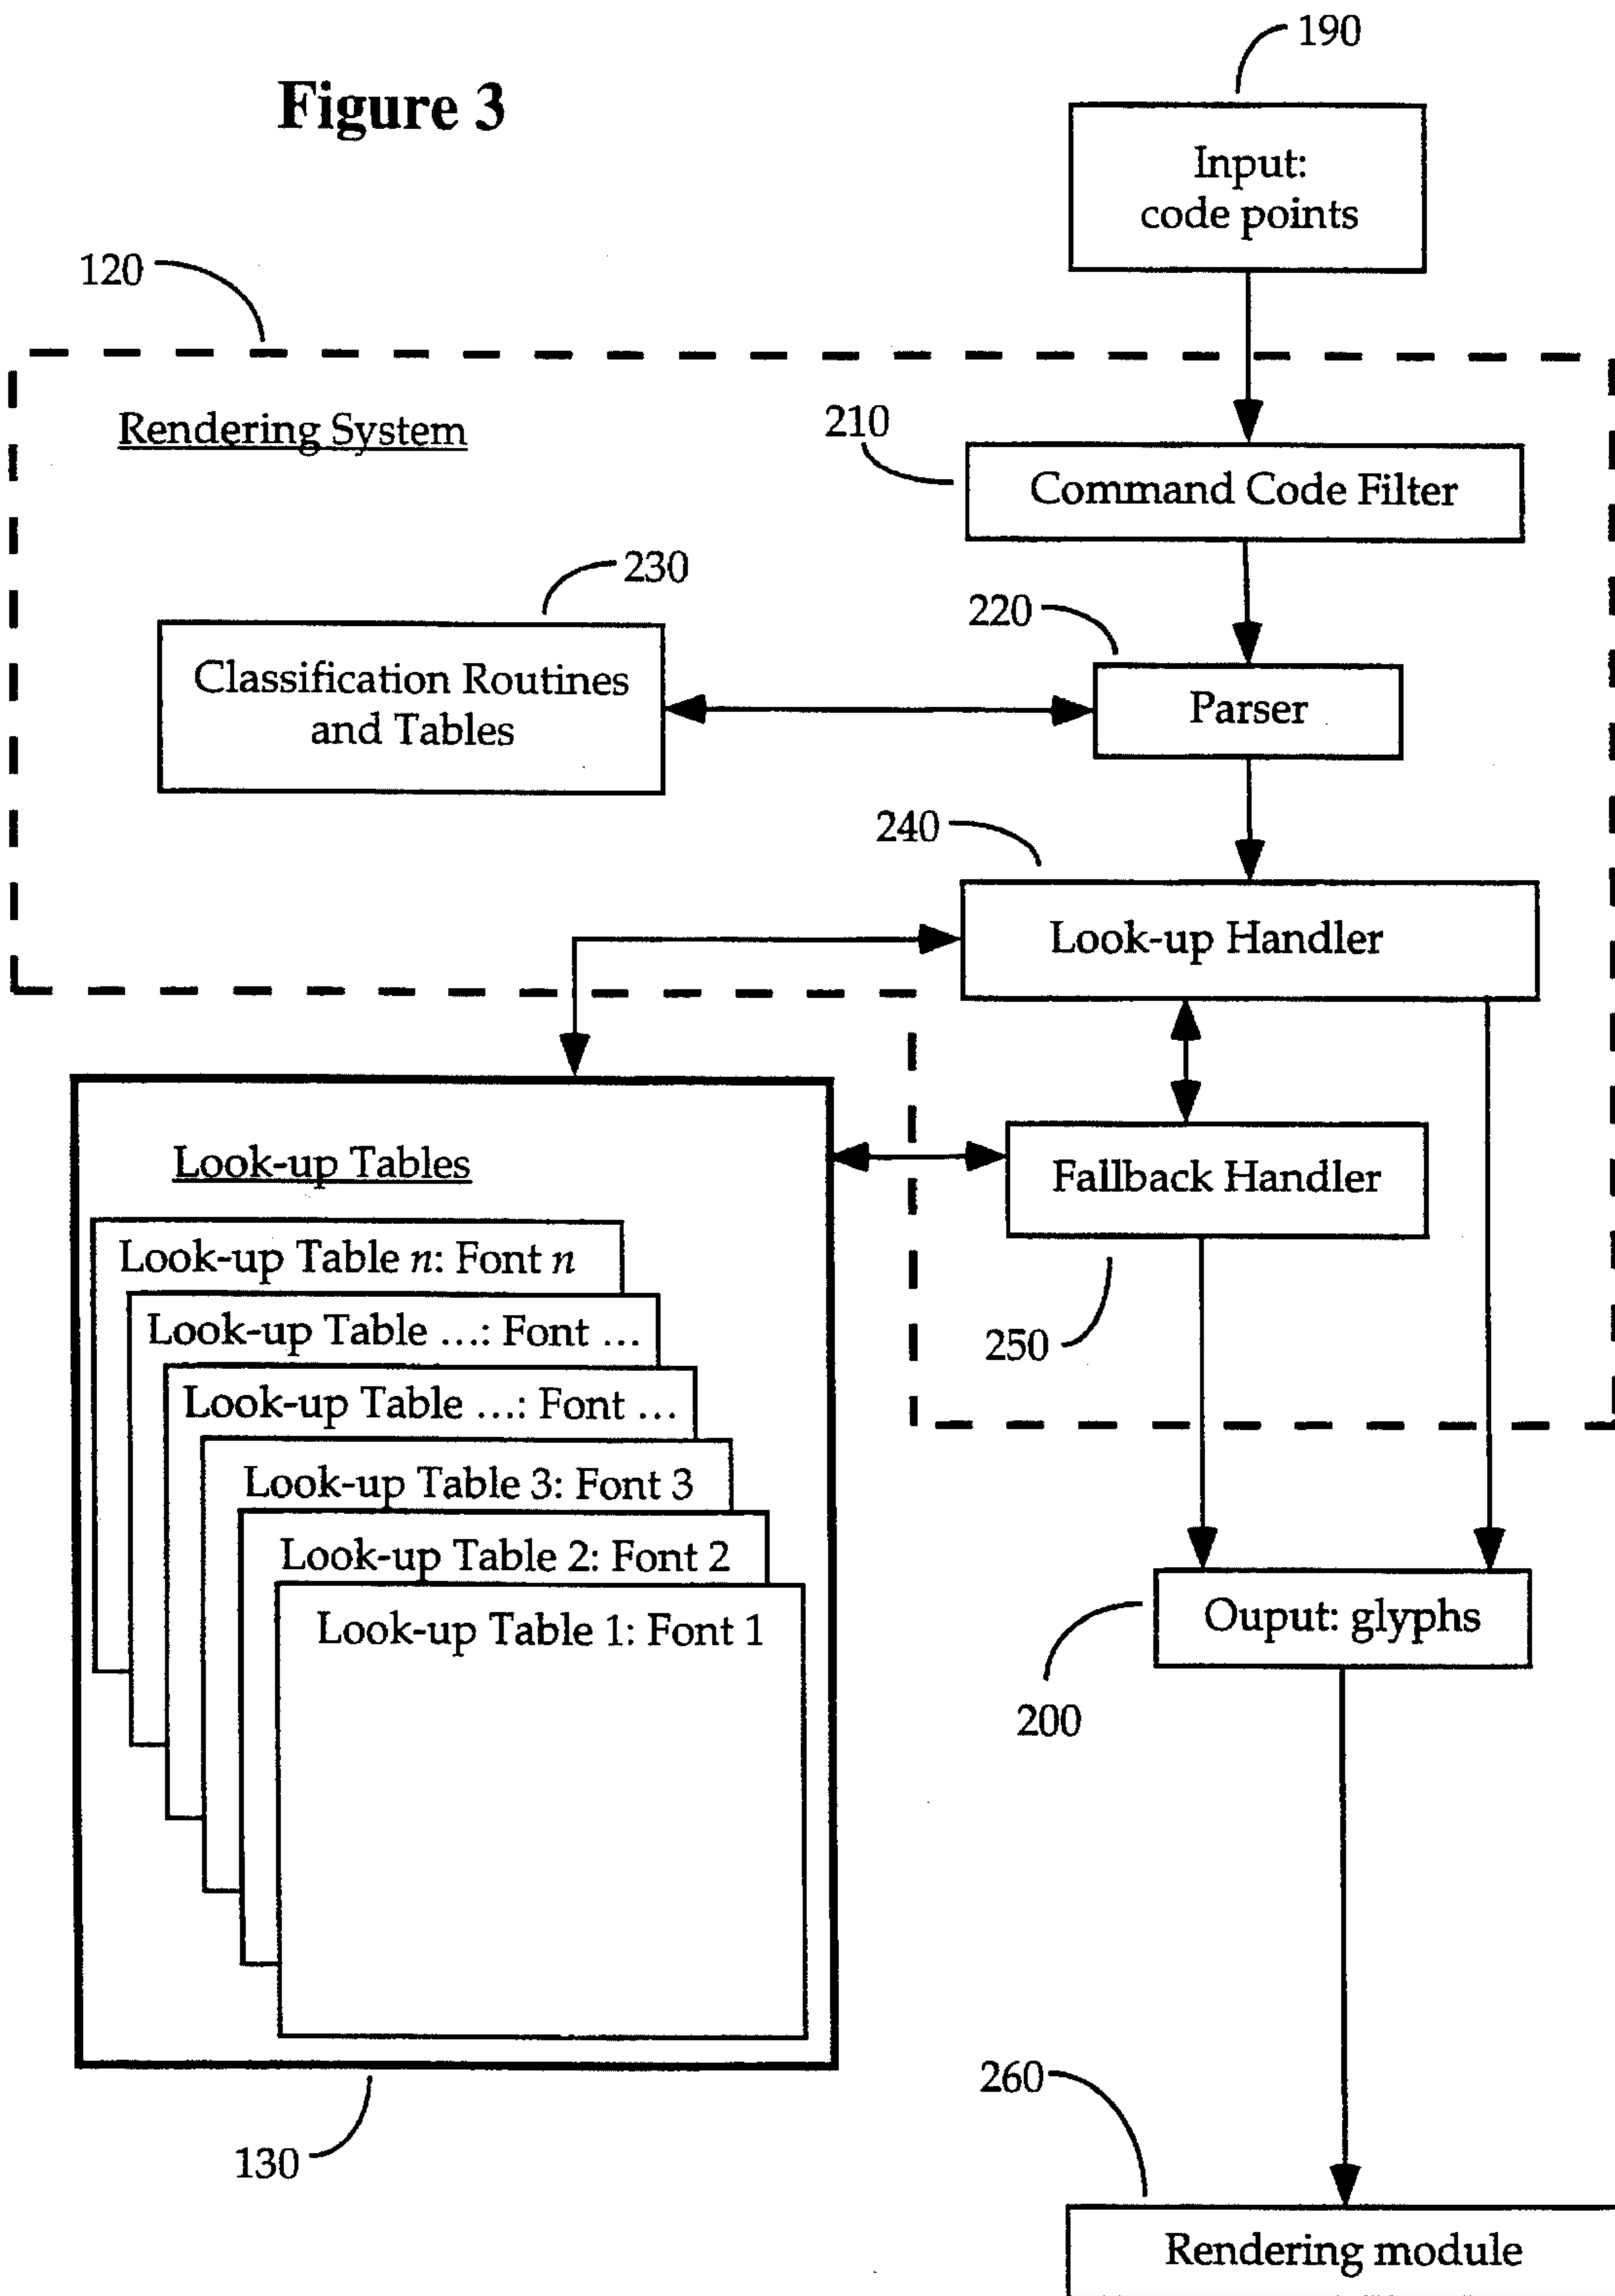 190
Figure 3
Input:
code points
120
Rendering System
210
Command Code Filter
230
220
Classification Routines
and Tables
Parser
240
Look-up Handler
Look-up Tables
Fallback Handler
Look-up Table n: Font n
250
Look-up Table ...: Font ...
Look-up Table ...: Font ...
Look-up Table 3: Font 3
Look-up Table 2: Font 2
Look-up Table 1: Font 1
Ouput: glyphs
200
260
130
Rendering module